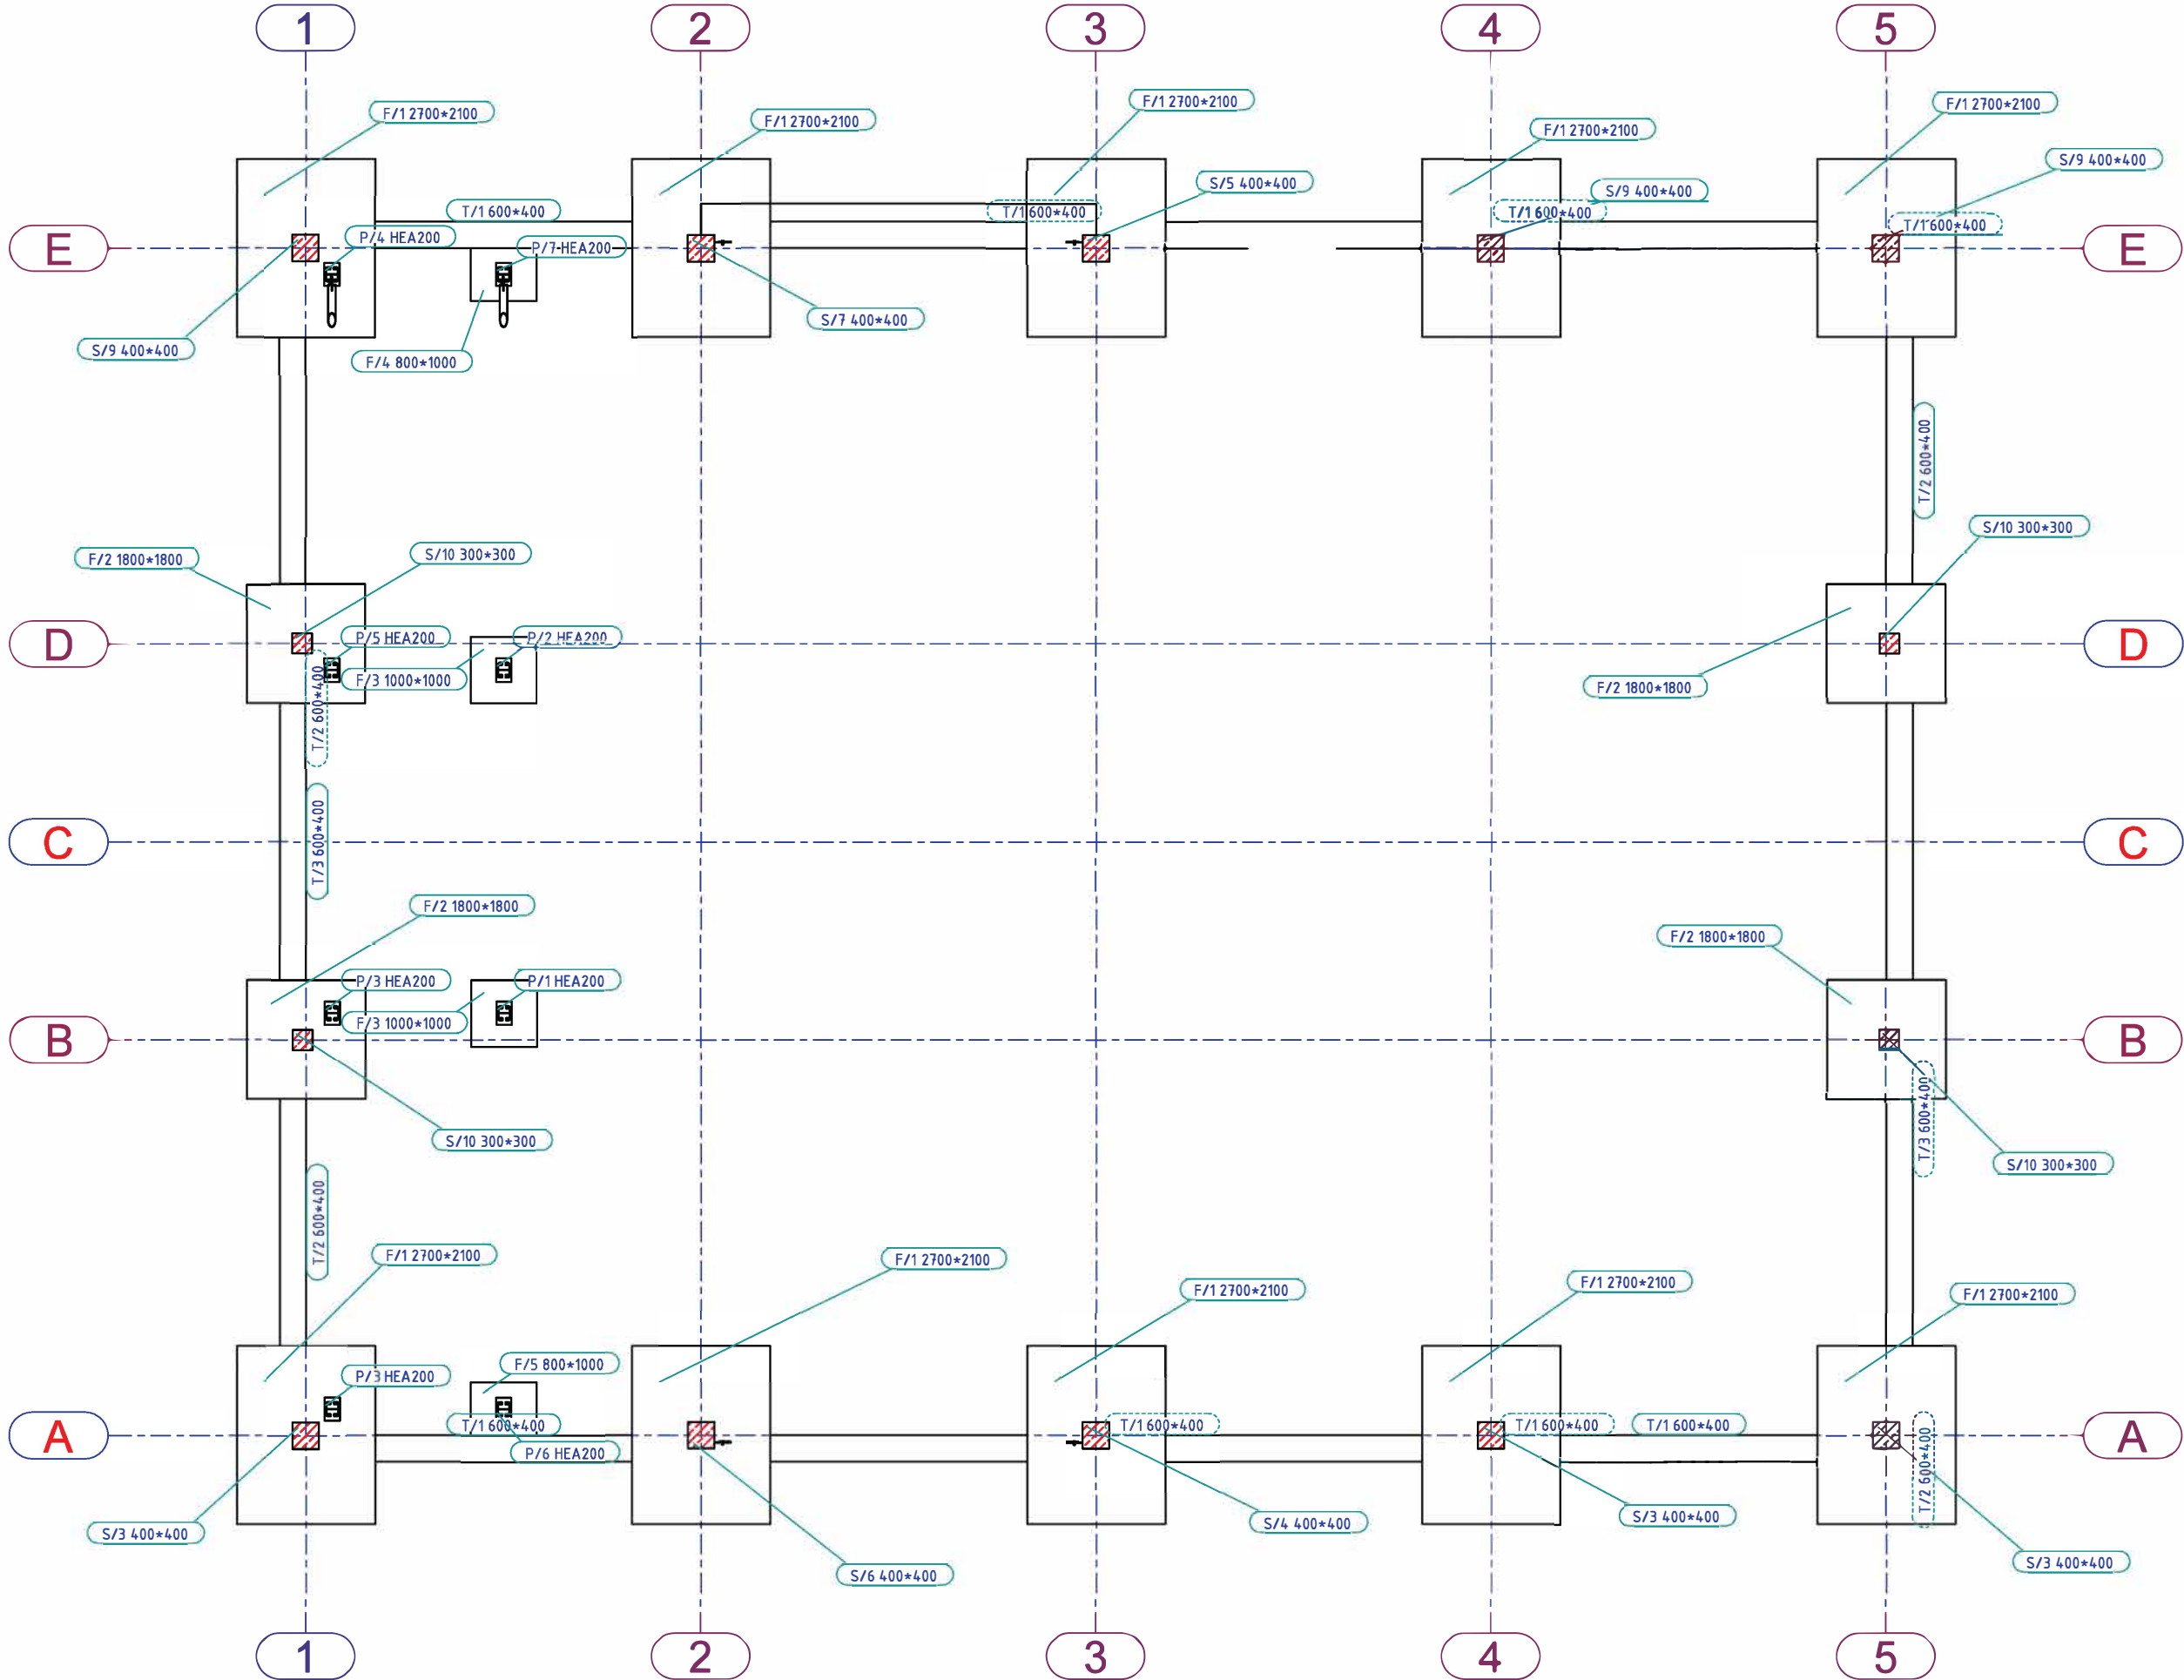 1
2
3
4
5
F/1 2700*2100
F/1 2700*2100
F/1 2700*2100
F/1 2700*2100
F/1 2700*2100
S/9 400*400
S/5 400*400
S/9 400*400
T/1 600*400
T/1 600*400
T/1 600*400
T/1 600*400
P/4 HEA200
P/7 HEA200
E
E
S/7 400*400
S/9 400*400
F/4 800*1000
T/2 600*400
F/2 1800*1800
S/10 300*300
S/10 300*300
P/5 HEA200
P/2 HEA200
D
D
F/3 1000*1000
F/2 1800*1800
T/2 600*400
C
T/3 600*400
C
F/2 1800*1800
F/2 1800*1800
P/3 HEA200
P/1 HEA200
F/3 1000*1000
B
B
T/3 600*400
S/10 300*300
S/10 300*300
T/2 600*400
F/1 2700*2100
F/1 2700*2100
F/1 2700*2100
F/1 2700*2100
F/1 2700*2100
F/5 800*1000
P/3 HEA200
T/1 600*400
T/1 600*400
T/1 600*400
T/1 600*400
A
A
P/6 HEA200
T/2 600*400
S/3 400*400
S/4 400*400
S/3 400*400
S/3 400*400
S/6 400*400
1
2
3
4
5